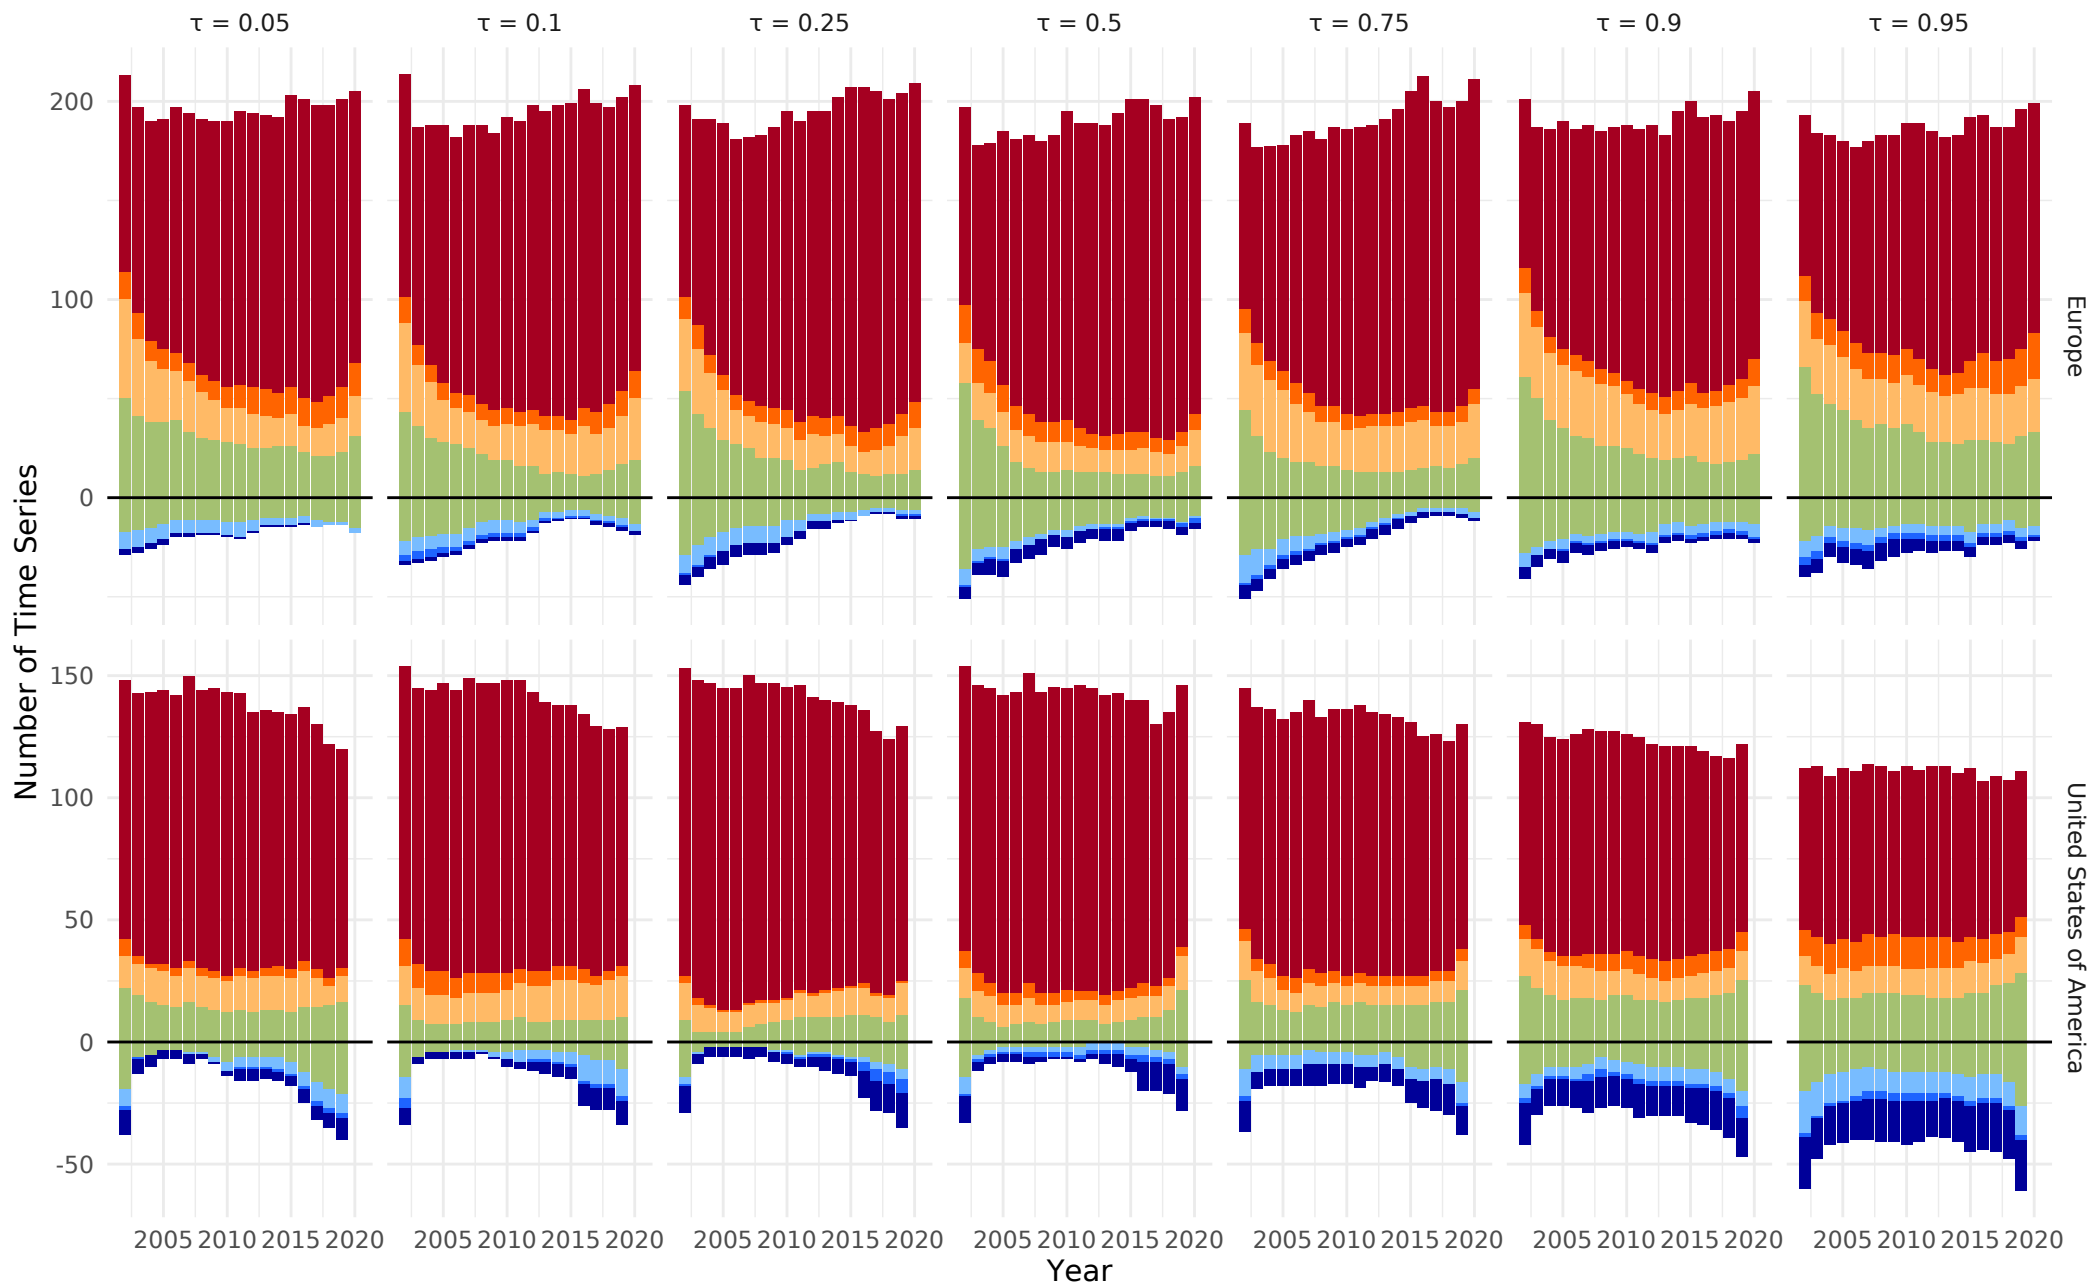 τ = 0.05 τ = 0.1 τ = 0.25 τ = 0.5 τ = 0.75 τ = 0.9 τ = 0.95
200
100
0
Europe
150
100
50
0
-50
United States of America
Number of Time Series
2005 2010 2015 2020 2005 2010 2015 2020 2005 2010 2015 2020 2005 2010 2015 2020 2005 2010 2015 2020 2005 2010 2015 2020 2005 2010 2015 2020
Year